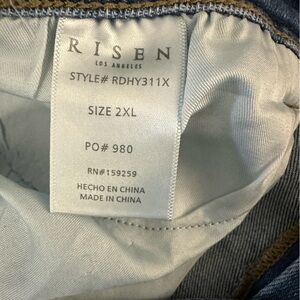 RISEN
LOS ANGELES
STYLE# RDHY311X
SIZE 2XL
PO# 980
RN#159259
HECHO EN CHINA
MADE IN CHINA